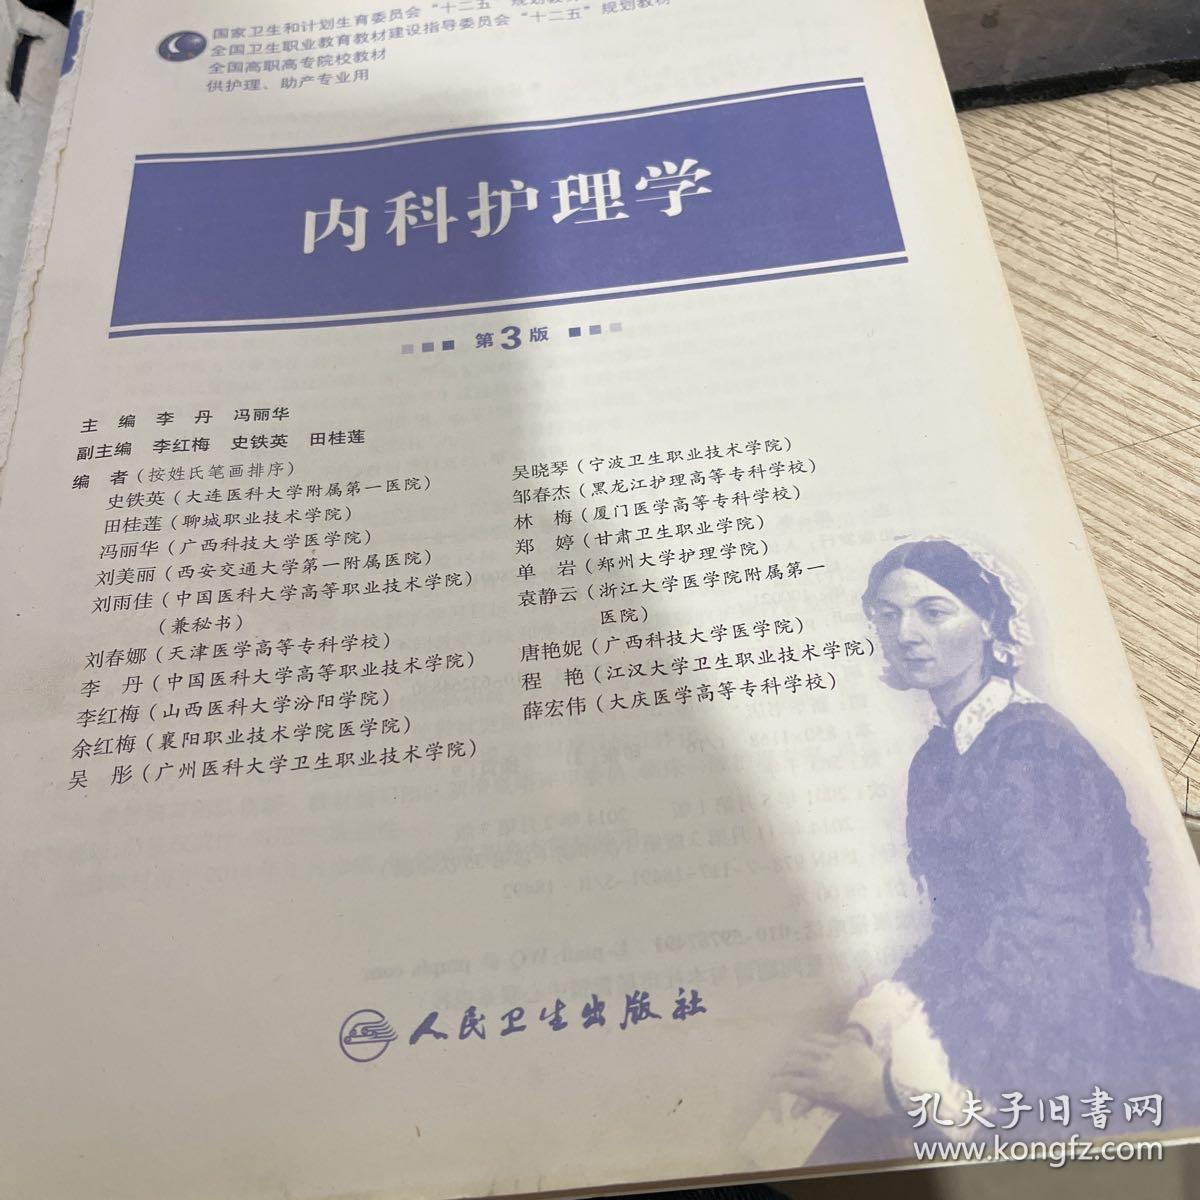 国家卫生和计划生育委员会“十二五”规划教材
全国卫生职业教育教材建设指导委员会“十二五”规划教材
全国高职高专院校教材
供护理、助产专业用
内科护理学
第3版
主 编 李 丹 冯丽华
副主编 李红梅 史铁英 田桂莲
编 者（按姓氏笔画排序）
史铁英（大连医科大学附属第一医院）
田桂莲（聊城职业技术学院）
冯丽华（广西科技大学医学院）
刘美丽（西安交通大学第一附属医院）
刘雨佳（中国医科大学高等职业技术学院）
（兼秘书）
刘春娜（天津医学高等专科学校）
李 丹（中国医科大学高等职业技术学院）
李红梅（山西医科大学汾阳学院）
余红梅（襄阳职业技术学院医学院）
吴 彤（广州医科大学卫生职业技术学院）
吴晓琴（宁波卫生职业技术学院）
邹春杰（黑龙江护理高等专科学校）
林 梅（厦门医学高等专科学校）
郑 婷（甘肃卫生职业学院）
单 岩（郑州大学护理学院）
袁静云（浙江大学医学院附属第一
医院）
唐艳妮（广西科技大学医学院）
程 艳（江汉大学卫生职业技术学院）
薛宏伟（大庆医学高等专科学校）
人民卫生出版社
孔夫子旧书网
www.kongfz.com